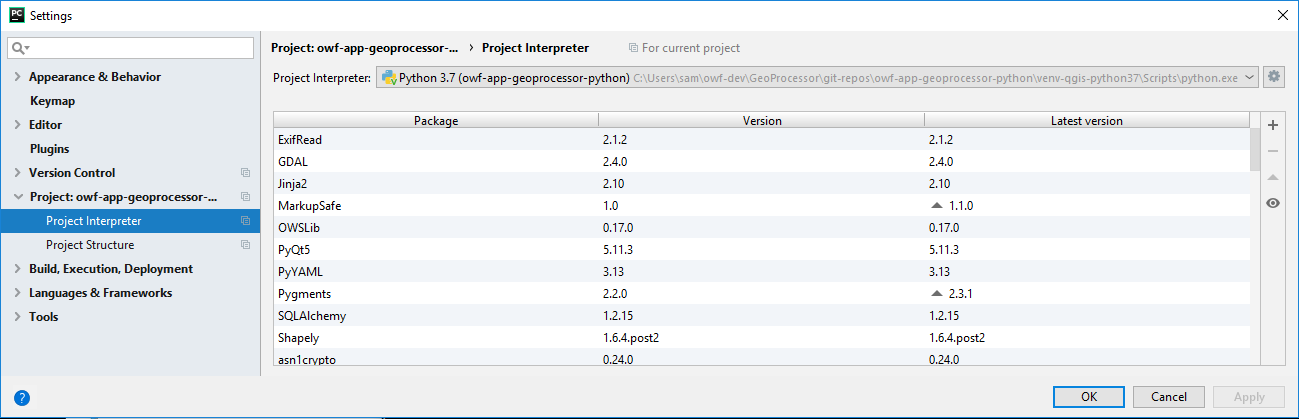 PC
Settings
Project: owf-app-geoprocessor-... › Project Interpreter For current project
Appearance & Behavior
Keymap
Editor
Plugins
Version Control
Project: owf-app-geoprocessor-...
Project Interpreter
Project Structure
Build, Execution, Deployment
Languages & Frameworks
Tools
Project Interpreter: Python 3.7 (owf-app-geoprocessor-python) C:\Users\sam\owf-dev\GeoProcessor\git-repos\owf-app-geoprocessor-python\venv-qgis-python37\Scripts\python.exe
Package Version Latest version
ExifRead 2.1.2 2.1.2
GDAL 2.4.0 2.4.0
Jinja2 2.10 2.10
MarkupSafe 1.0 1.1.0
OWSLib 0.17.0 0.17.0
PyQt5 5.11.3 5.11.3
PyYAML 3.13 3.13
Pygments 2.2.0 2.3.1
SQLAlchemy 1.2.15 1.2.15
Shapely 1.6.4.post2 1.6.4.post2
asn1crypto 0.24.0 0.24.0
? OK Cancel Apply